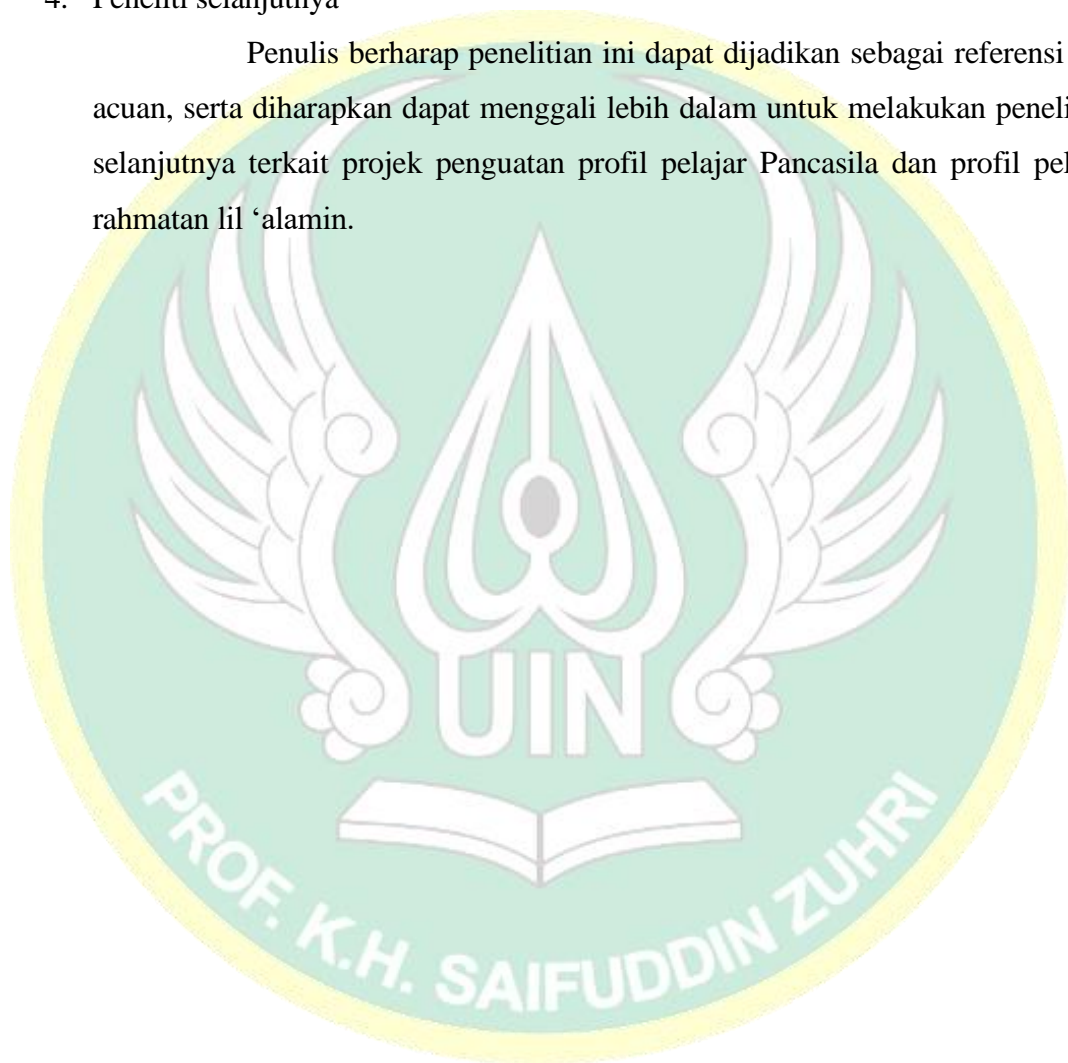 4. Peneliti selanjutnya
Penulis berharap penelitian ini dapat dijadikan sebagai referensi
acuan, serta diharapkan dapat menggali lebih dalam untuk melakukan peneli
selanjutnya terkait projek penguatan profil pelajar Pancasila dan profil pel
rahmatan lil ‘alamin.
UIN
PROF. K.H. SAIFUDDIN ZUHRI